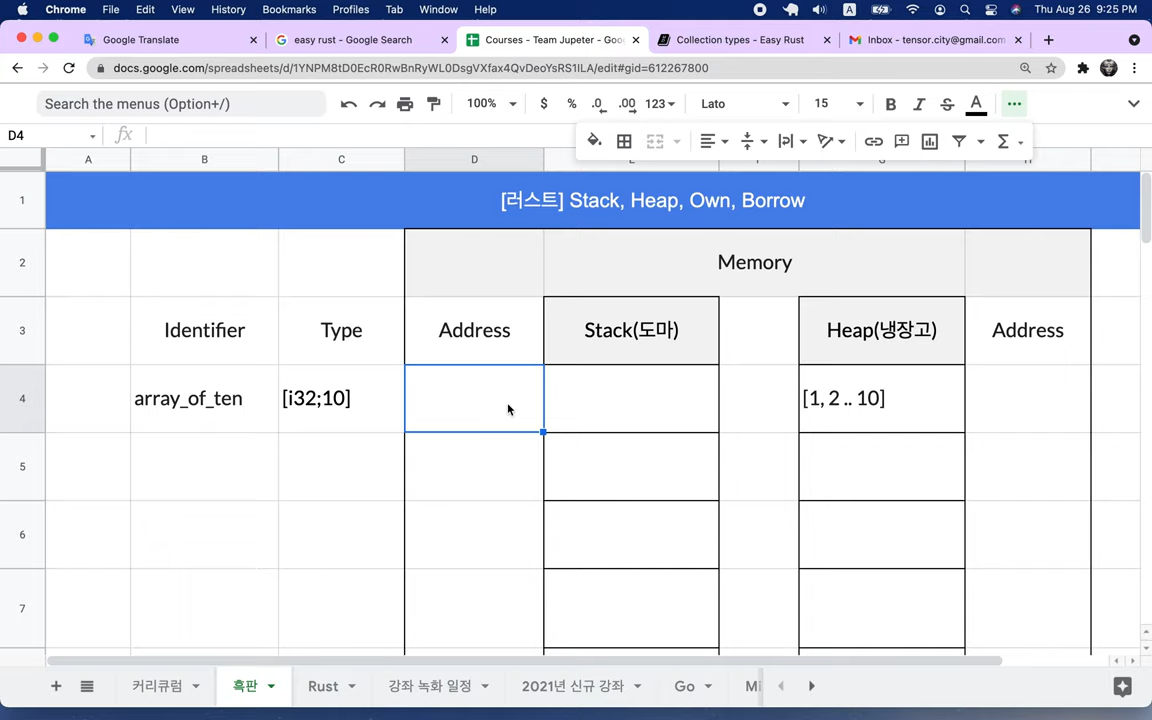 Chrome File Edit View History Bookmarks Profiles Tab Window Help A Thu Aug 26 9:25 PM
Google Translate easy rust - Google Search Courses - Team Jupeter - Goo Collection types - Easy Rust Inbox - tensor.city@gmail.com
docs.google.com/spreadsheets/d/1YNPM8tD0EcR0RwBnRyWL0DsgVXfax4QvDeoYsRS1ILA/edit#gid=612267800
Search the menus (Option+/) 100% $ % .0 .00 123 Lato 15 B I S A
D4 fx
A B C D G
1 [러스트] Stack, Heap, Own, Borrow
2 Memory
3 Identifier Type Address Stack(도마) Heap(냉장고) Address
4 array_of_ten [i32;10] [1, 2 .. 10]
5
6
7
커리큘럼 흑판 Rust 강좌 녹화 일정 2021년 신규 강좌 Go